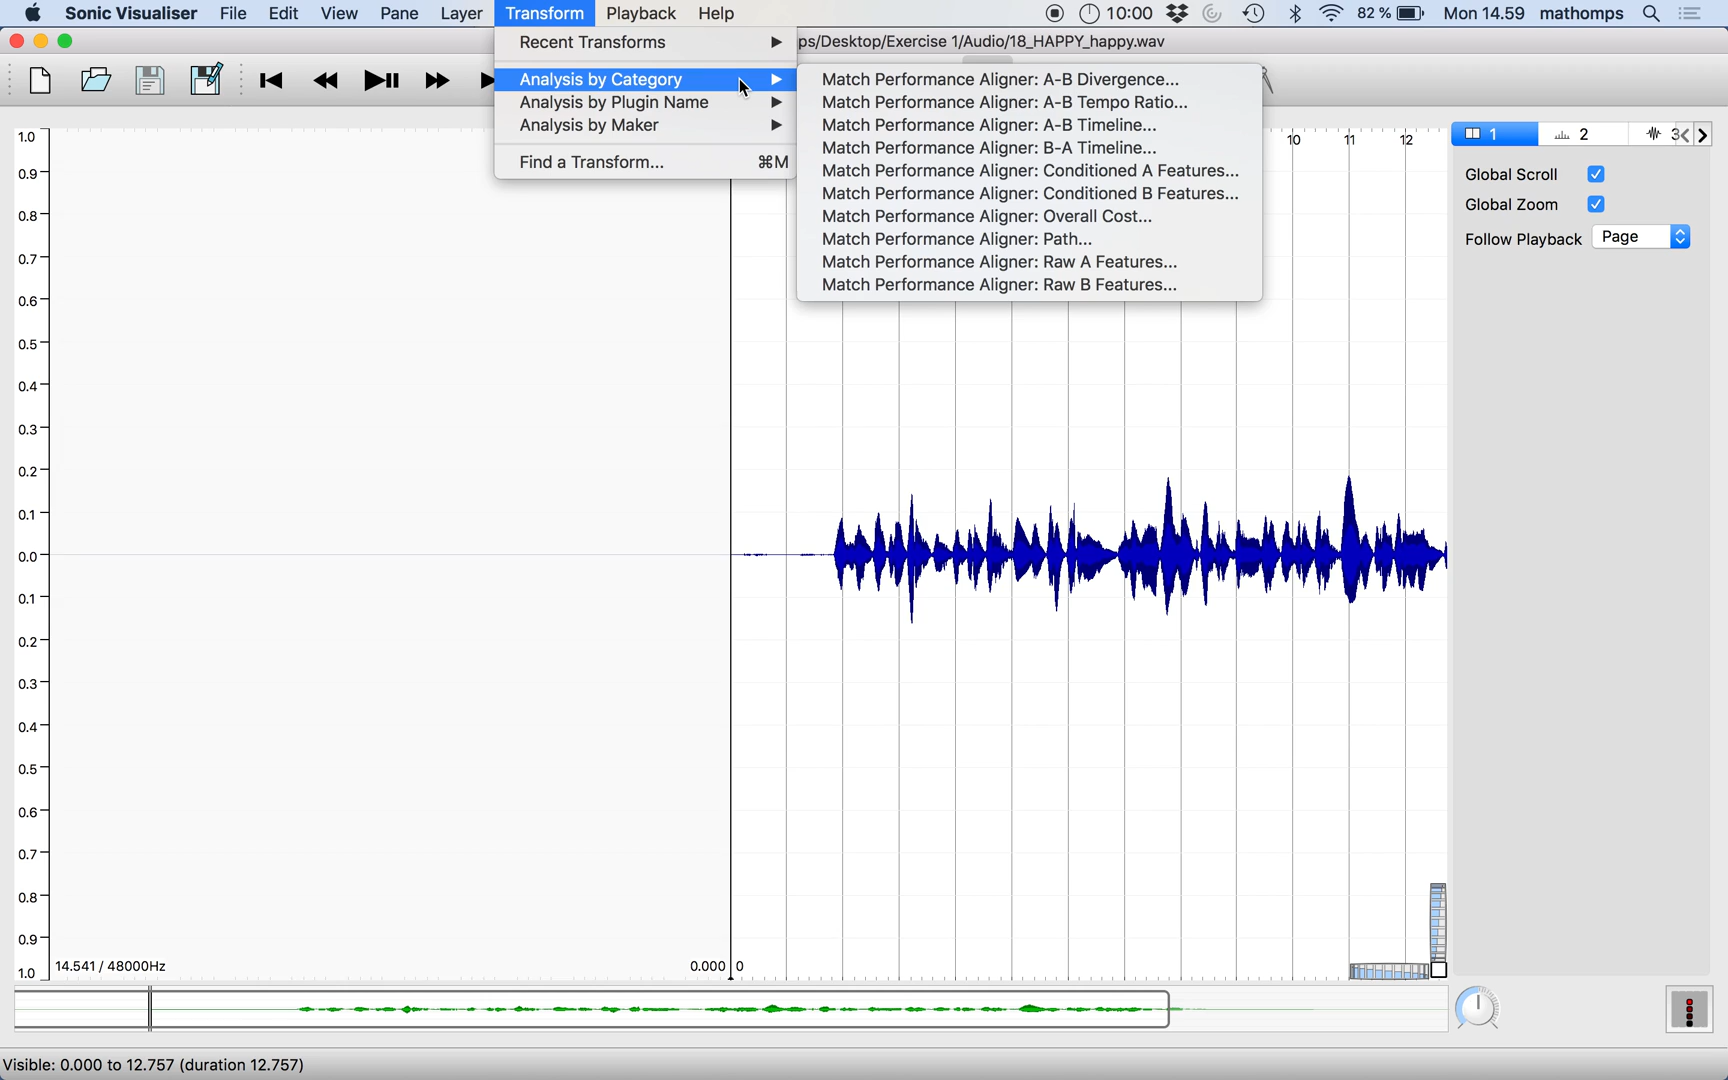 Sonic Visualiser File Edit View Pane Layer Transform Playback Help 10:00 82 % Mon 14.59 mathomps
ps/Desktop/Exercise 1/Audio/18_HAPPY_happy.wav
Recent Transforms
Analysis by Category
Analysis by Plugin Name
Analysis by Maker
Find a Transform... ⌘M
Match Performance Aligner: A-B Divergence...
Match Performance Aligner: A-B Tempo Ratio...
Match Performance Aligner: A-B Timeline...
Match Performance Aligner: B-A Timeline...
Match Performance Aligner: Conditioned A Features...
Match Performance Aligner: Conditioned B Features...
Match Performance Aligner: Overall Cost...
Match Performance Aligner: Path...
Match Performance Aligner: Raw A Features...
Match Performance Aligner: Raw B Features...
10 11 12
1 2 3
Global Scroll
Global Zoom
Follow Playback Page
1.0
0.9
0.8
0.7
0.6
0.5
0.4
0.3
0.2
0.1
0.0
0.1
0.2
0.3
0.4
0.5
0.6
0.7
0.8
0.9
1.0
14.541 / 48000Hz 0.000 0
Visible: 0.000 to 12.757 (duration 12.757)